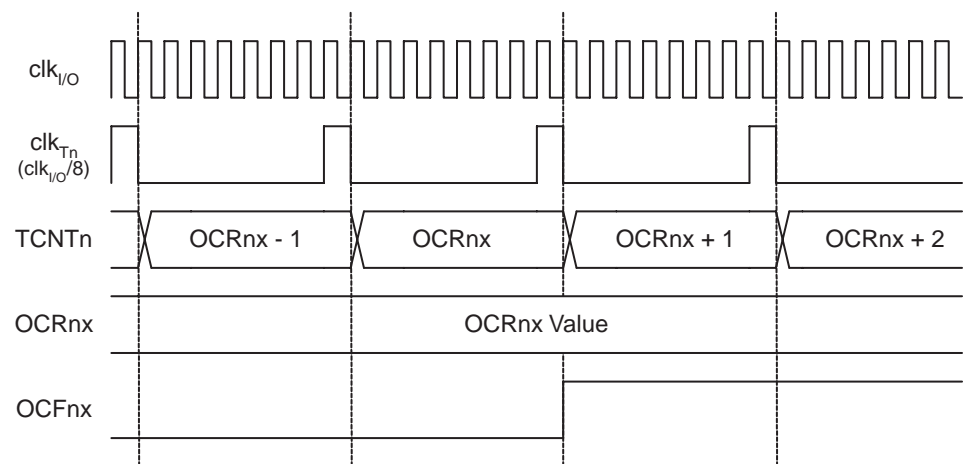 clkI/O
clkTn
(clkI/O/8)
TCNTn
OCRnx - 1
OCRnx
OCRnx + 1
OCRnx + 2
OCRnx
OCRnx Value
OCFnx